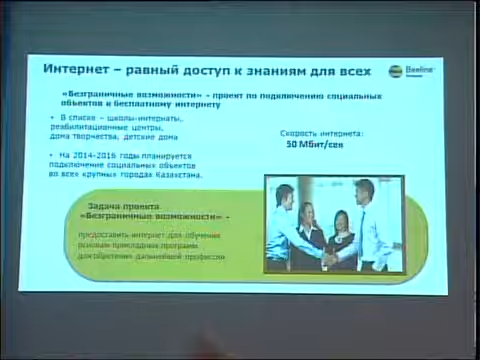 Интернет – равный доступ к знаниям для всех
Beeline
«Безграничные возможности» - проект по подключению социальных
объектов к бесплатному интернету
• В списке – школы-интернаты,
реабилитационные центры,
дома творчества, детские дома
Скорость интернета:
50 МБит/сек
• На 2014-2016 годы планируется
подключение социальных объектов
во всех крупных городах Казахстана.
Задача проекта
«Безграничные возможности» -
предоставить интернет для обучения
основам прикладных программ
для обретения дальнейшей профессии